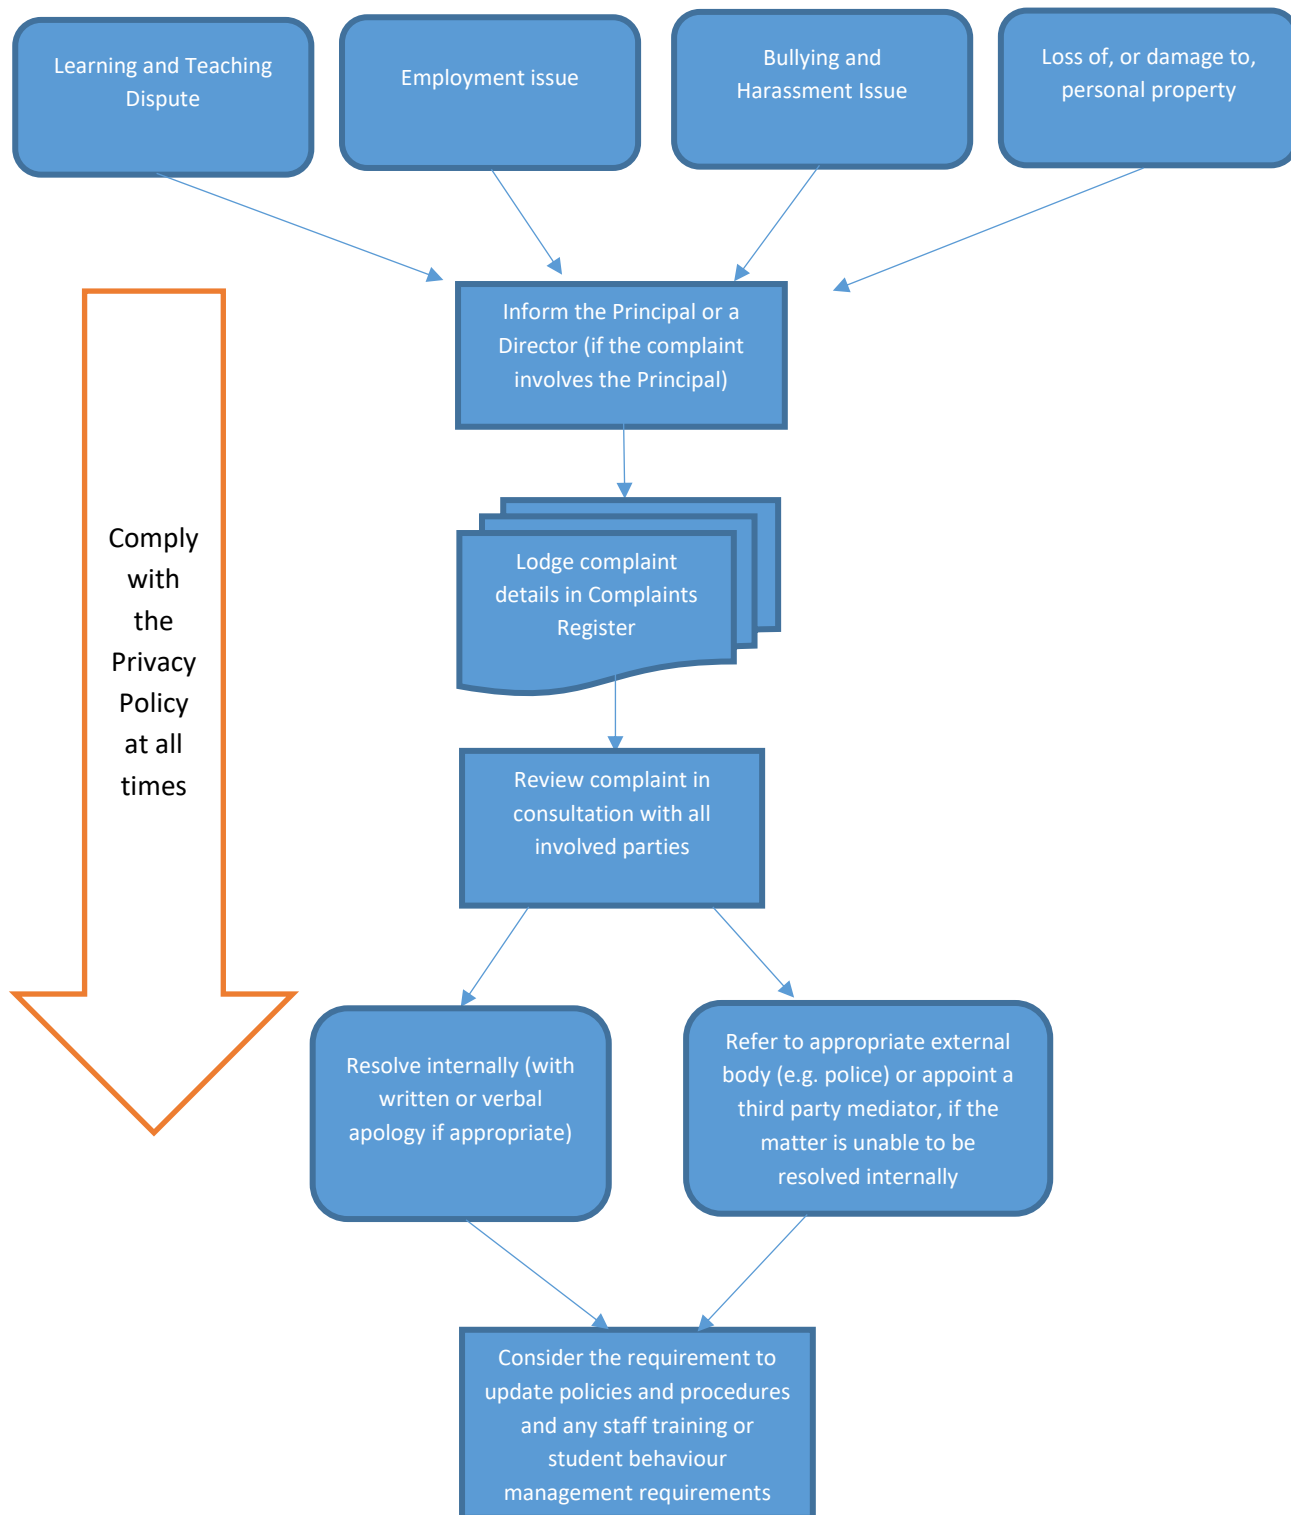 Learning and Teaching
Dispute
Employment issue
Bullying and
Harassment Issue
Loss of, or damage to,
personal property
Inform the Principal or a
Director (if the complaint
involves the Principal)
Lodge complaint
details in Complaints
Register
Comply
with
the
Privacy
Policy
at all
times
Review complaint in
consultation with all
involved parties
Resolve internally (with
written or verbal
apology if appropriate)
Refer to appropriate external
body (e.g. police) or appoint a
third party mediator, if the
matter is unable to be
resolved internally
Consider the requirement to
update policies and procedures
and any staff training or
student behaviour
management requirements